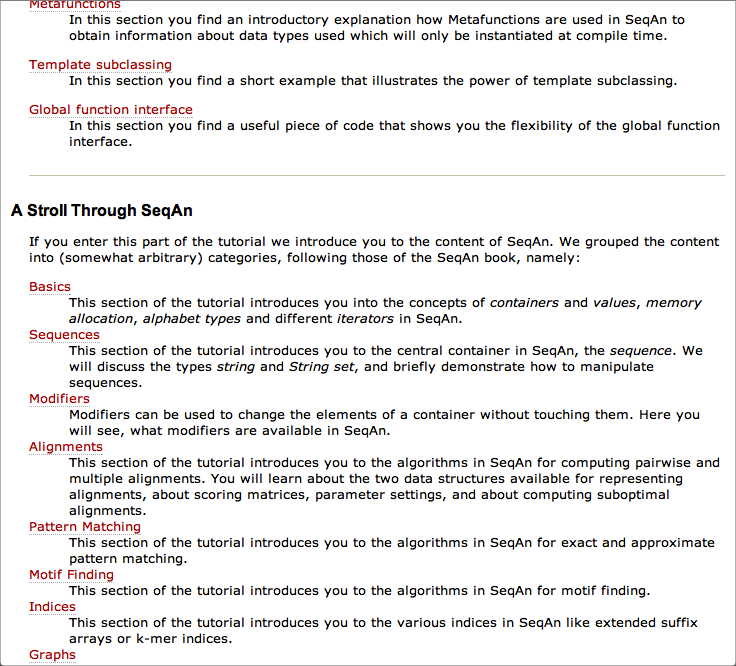 Metafunctions
In this section you find an introductory explanation how Metafunctions are used in SeqAn to
obtain information about data types used which will only be instantiated at compile time.
Template subclassing
In this section you find a short example that illustrates the power of template subclassing.
Global function interface
In this section you find a useful piece of code that shows you the flexibility of the global function
interface.
A Stroll Through SeqAn
If you enter this part of the tutorial we introduce you to the content of SeqAn. We grouped the content
into (somewhat arbitrary) categories, following those of the SeqAn book, namely:
Basics
This section of the tutorial introduces you into the concepts of containers and values, memory
allocation, alphabet types and different iterators in SeqAn.
Sequences
This section of the tutorial introduces you to the central container in SeqAn, the sequence. We
will discuss the types string and String set, and briefly demonstrate how to manipulate
sequences.
Modifiers
Modifiers can be used to change the elements of a container without touching them. Here you
will see, what modifiers are available in SeqAn.
Alignments
This section of the tutorial introduces you to the algorithms in SeqAn for computing pairwise and
multiple alignments. You will learn about the two data structures available for representing
alignments, about scoring matrices, parameter settings, and about computing suboptimal
alignments.
Pattern Matching
This section of the tutorial introduces you to the algorithms in SeqAn for exact and approximate
pattern matching.
Motif Finding
This section of the tutorial introduces you to the algorithms in SeqAn for motif finding.
Indices
This section of the tutorial introduces you to the various indices in SeqAn like extended suffix
arrays or k-mer indices.
Graphs